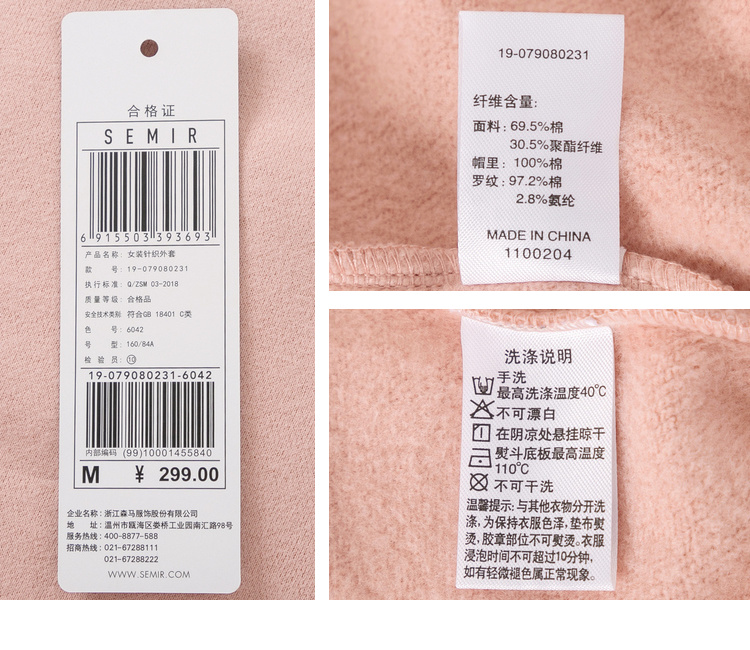 合格证
SEMIR
6 915503 393693
产品名称: 女装针织外套
款 号: 19-079080231
执行标准: Q/ZSM 03-2018
质量等级: 合格品
安全技术类别 符合GB 18401 C类
色 号: 6042
号 型: 160/84A
检 验 员: ⑩
19-079080231-6042
内部编码 (99)10001455840
M ¥ 299.00
企业名称: 浙江森马服饰股份有限公司
地 址: 温州市瓯海区娄桥工业园南汇路98号
服务热线: 400-8877-588
招商热线: 021-67288111
021-67288222
WWW.SEMIR.COM
19-079080231
纤维含量:
面料: 69.5%棉
30.5%聚酯纤维
帽里: 100%棉
罗纹: 97.2%棉
2.8%氨纶
MADE IN CHINA
1100204
洗涤说明
手洗
最高洗涤温度40℃
不可漂白
在阴凉处悬挂晾干
熨斗底板最高温度
110℃
不可干洗
温馨提示: 与其他衣物分开洗
涤, 为保持衣服色泽, 垫布熨
烫, 胶章部位不可熨烫。衣服
浸泡时间不可超过10分钟,
如有轻微褪色属正常现象。